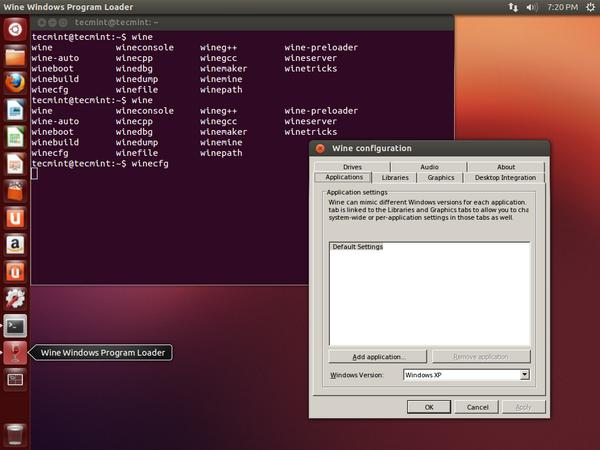 Wine Windows Program Loader
7:20 PM
tecmint@tecmint: ~
tecmint@tecmint:~$ wine
wine wineconsole wineg++ wine-preloader
wine-auto winecpp winegcc wineserver
wineboot winedbg winemaker winetricks
winebuild winedump winemine
winecfg winefile winepath
tecmint@tecmint:~$ wine
wine wineconsole wineg++ wine-preloader
wine-auto winecpp winegcc wineserver
wineboot winedbg winemaker winetricks
winebuild winedump winemine
winecfg winefile winepath
tecmint@tecmint:~$ winecfg
Wine configuration
Drives Audio About
Applications Libraries Graphics Desktop Integration
Application settings
Wine can mimic different Windows versions for each application.
tab is linked to the Libraries and Graphics tabs to allow you to cha
system-wide or per-application settings in those tabs as well.
Default Settings
Add application... Remove application
Windows Version: Windows XP
OK Cancel Apply
Wine Windows Program Loader